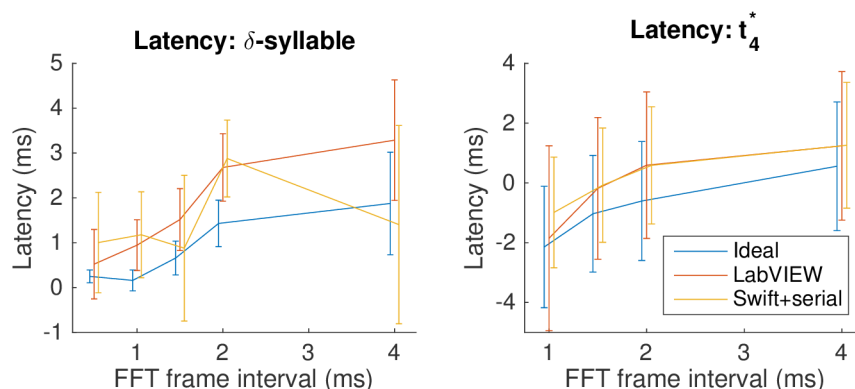 Latency: δ-syllable
Latency (ms)
5
4
3
2
1
0
-1
1
2
3
4
FFT frame interval (ms)
Latency: t*4
Latency (ms)
4
2
0
-2
-4
1
2
3
4
FFT frame interval (ms)
Ideal
LabVIEW
Swift+serial